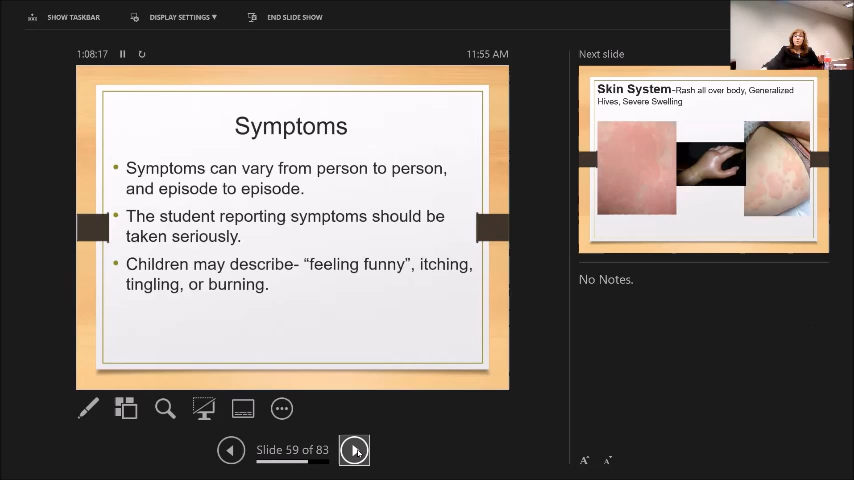 SHOW TASKBAR
DISPLAY SETTINGS ▼
END SLIDE SHOW
1:08:17
11:55 AM
Symptoms
• Symptoms can vary from person to person,
and episode to episode.
• The student reporting symptoms should be
taken seriously.
• Children may describe- “feeling funny”, itching,
tingling, or burning.
Slide 59 of 83
Next slide
Skin System-Rash all over body, Generalized
Hives, Severe Swelling
No Notes.
A
A